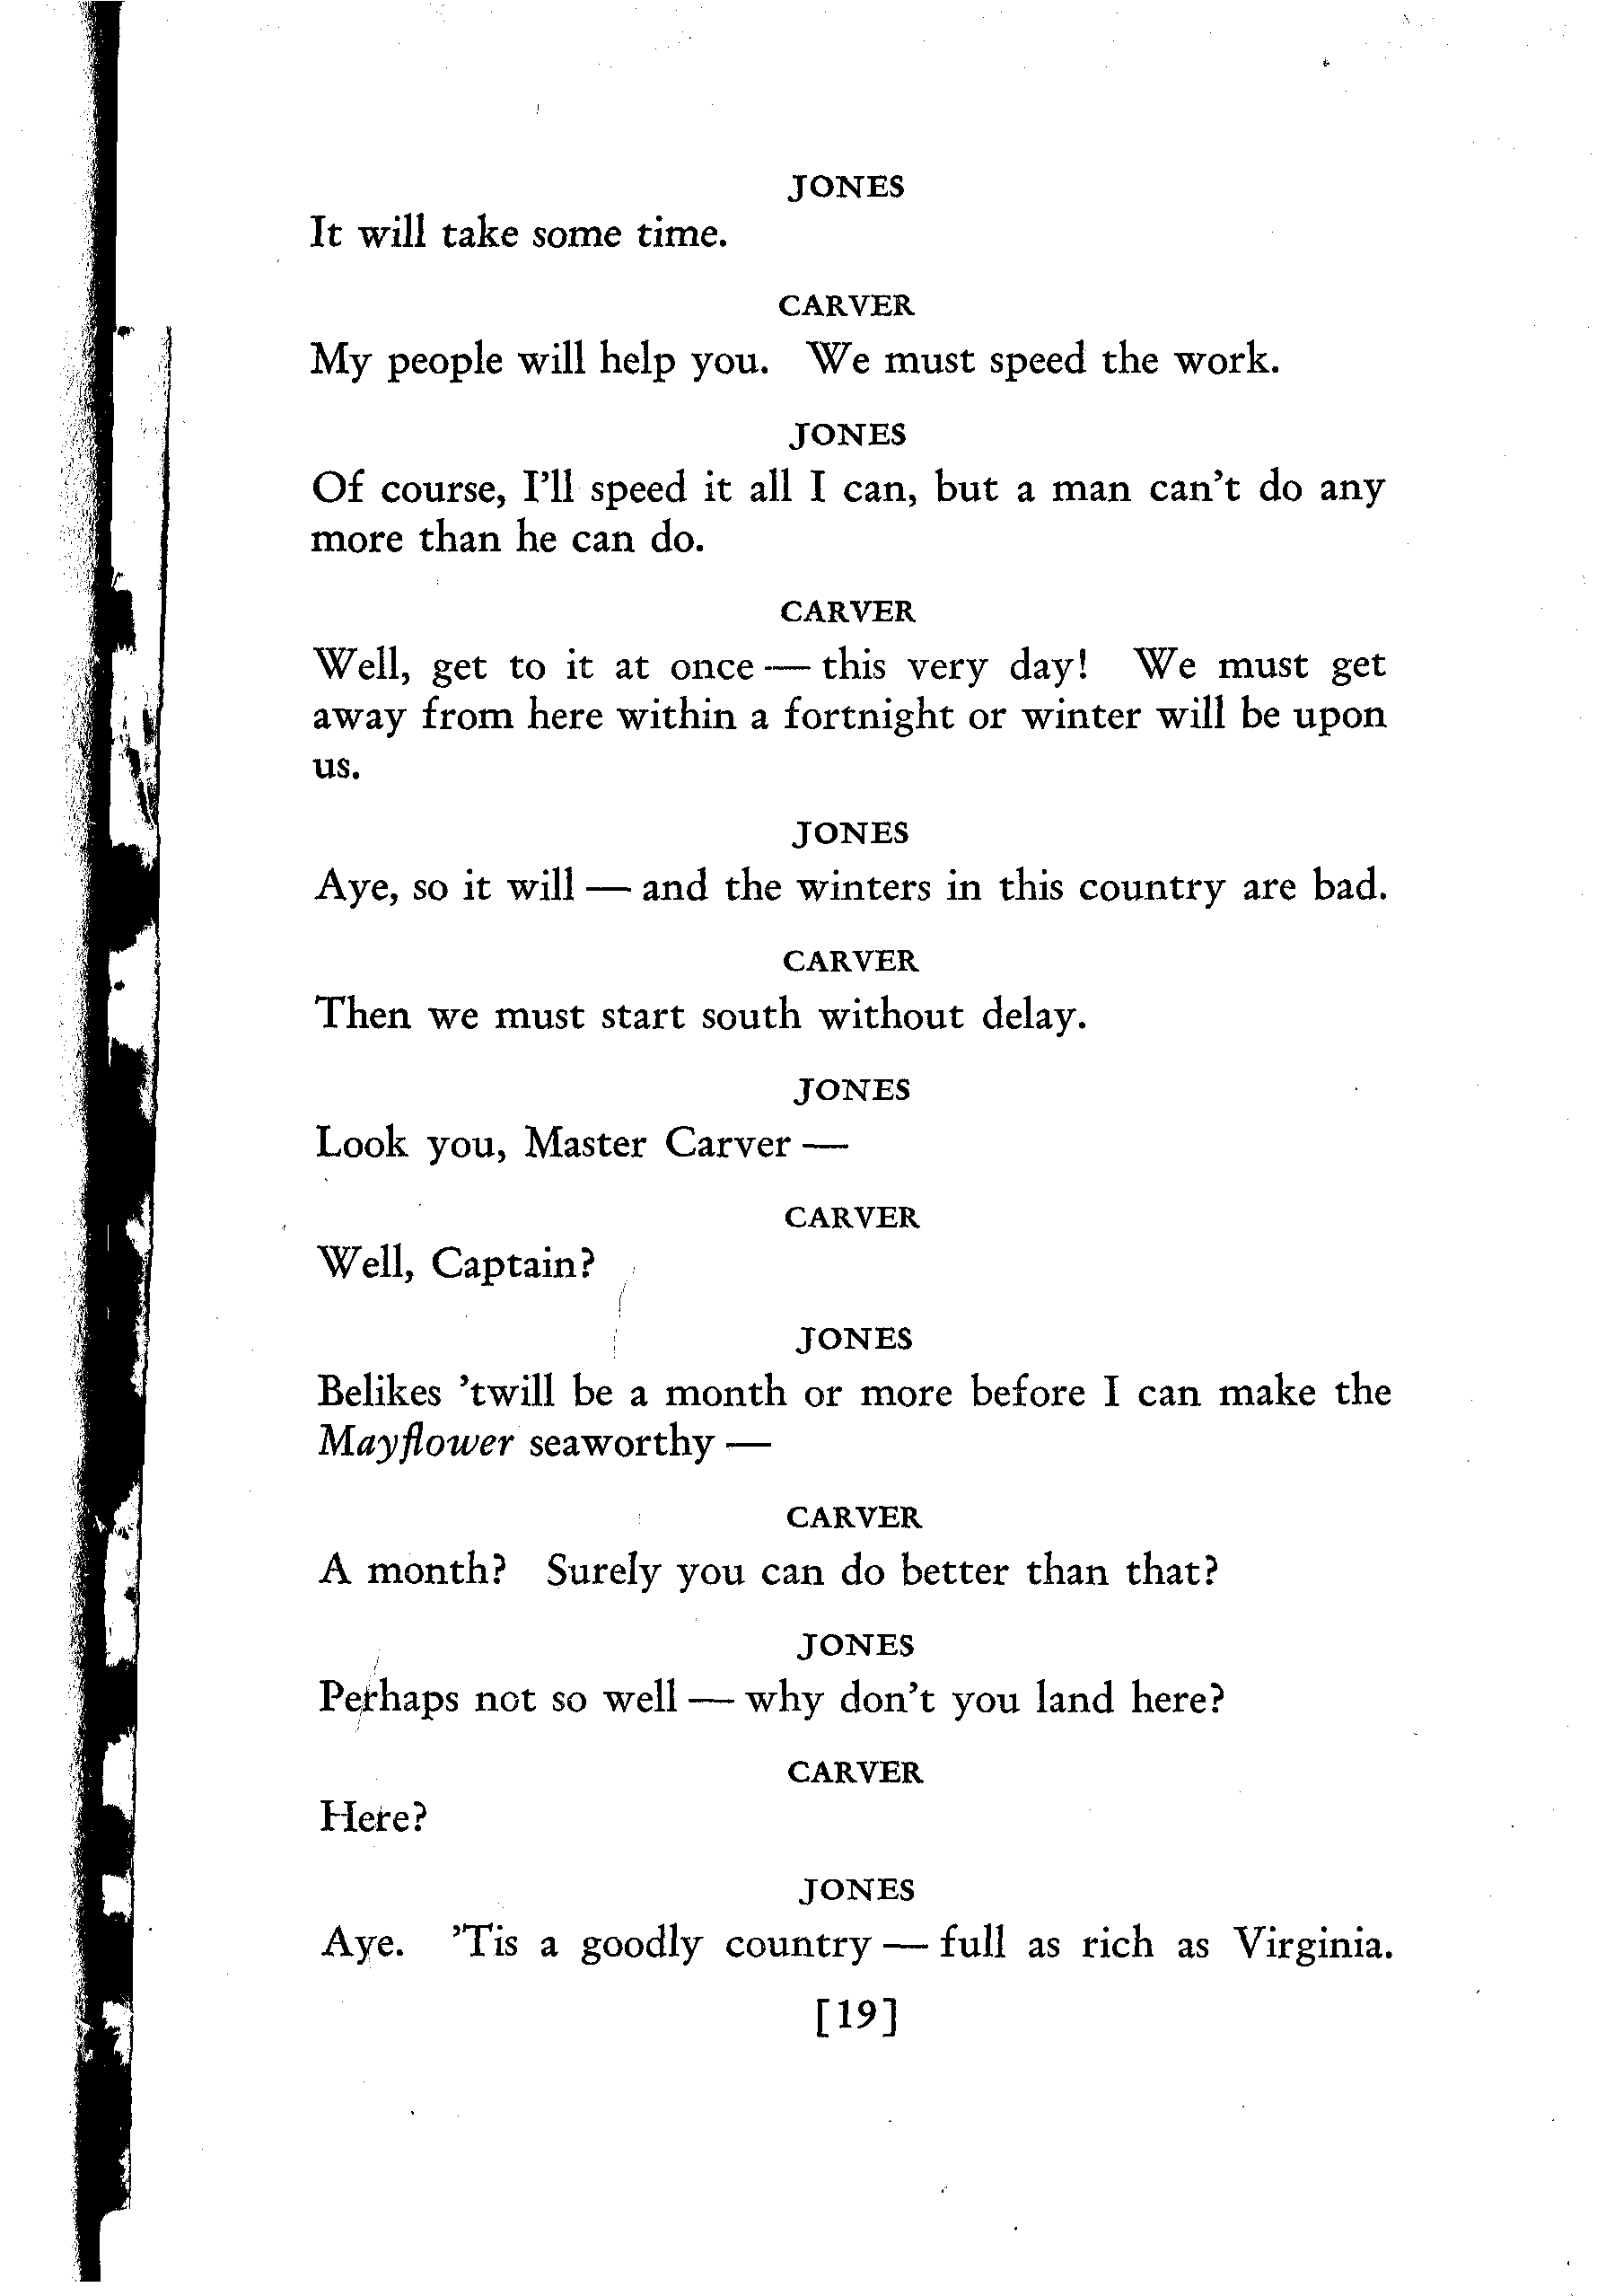 JONES
It will take some time.
CARVER
My people will help you. We must speed the work.
JONES
Of course, I'll speed it all I can, but a man can't do any
more than he can do.
CARVER
Well, get to it at once — this very day! We must get
away from here within a fortnight or winter will be upon
us.
JONES
Aye, so it will — and the winters in this country are bad.
CARVER
Then we must start south without delay.
JONES
Look you, Master Carver —
CARVER
Well, Captain?
JONES
Belikes 'twill be a month or more before I can make the
Mayflower seaworthy —
CARVER
A month? Surely you can do better than that?
JONES
Perhaps not so well — why don't you land here?
CARVER
Here?
JONES
Aye. 'Tis a goodly country — full as rich as Virginia.
[19]